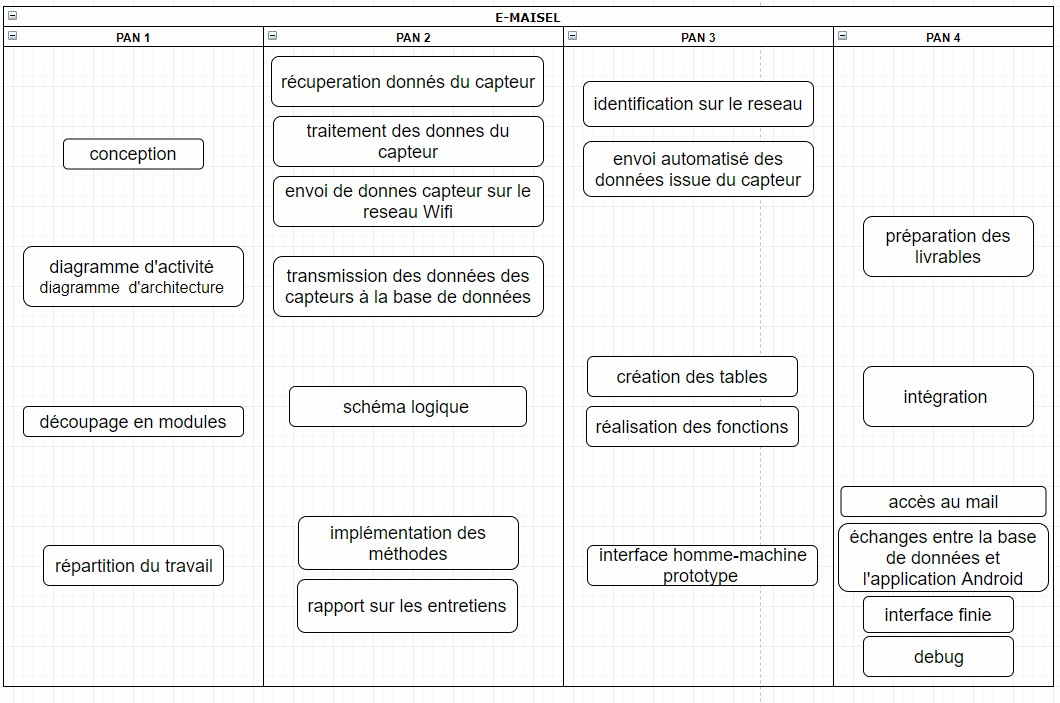 E-MAISEL
PAN 1
conception
diagramme d'activité
diagramme d'architecture
découpage en modules
répartition du travail
PAN 2
récuperation donnés du capteur
traitement des donnes du
capteur
envoi de donnes capteur sur le
reseau Wifi
transmission des données des
capteurs à la base de données
schéma logique
implémentation des
méthodes
rapport sur les entretiens
PAN 3
identification sur le reseau
envoi automatisé des
données issue du capteur
création des tables
réalisation des fonctions
interface homme-machine
prototype
PAN 4
préparation des
livrables
intégration
accès au mail
échanges entre la base
de données et
l'application Android
interface finie
debug